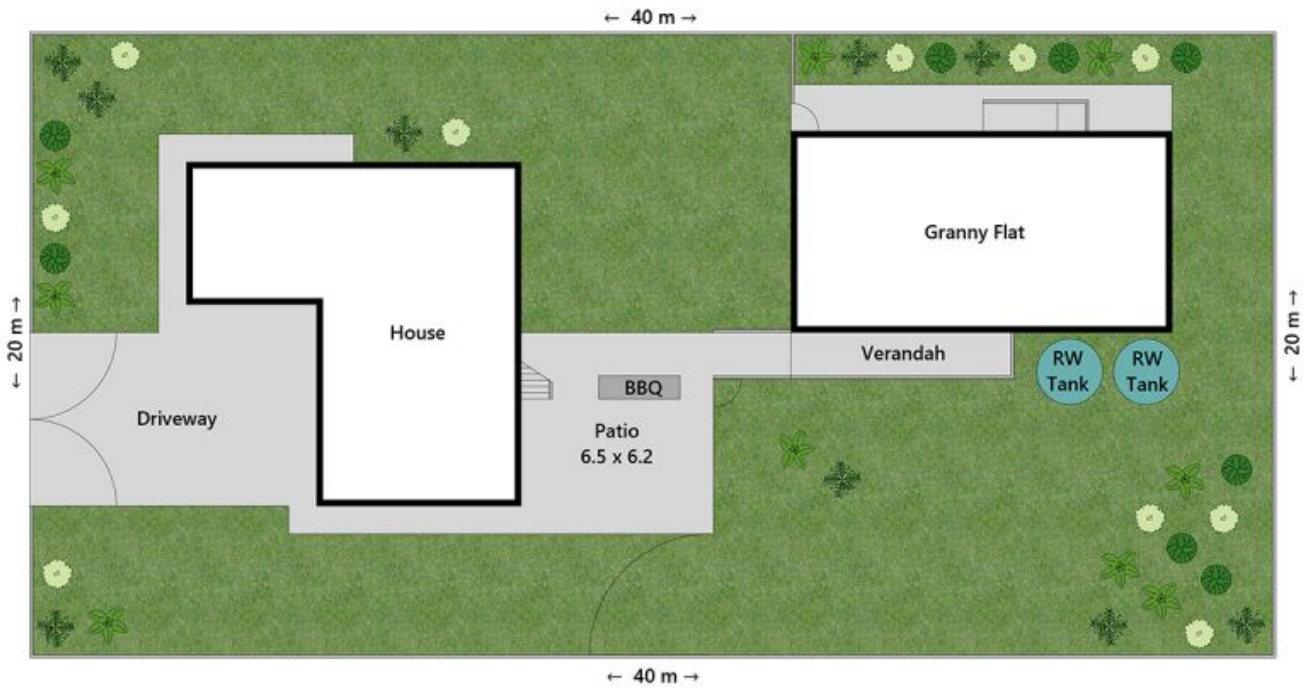 ← 40 m →
Granny Flat
← 20 m →
House
← 20 m →
Verandah
RW
Tank
RW
Tank
BBQ
Driveway
Patio
6.5 x 6.2
← 40 m →